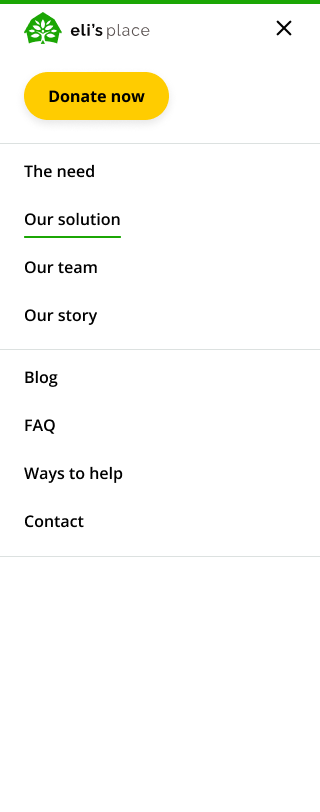 eli's place
Donate now
The need
Our solution
Our team
Our story
Blog
FAQ
Ways to help
Contact